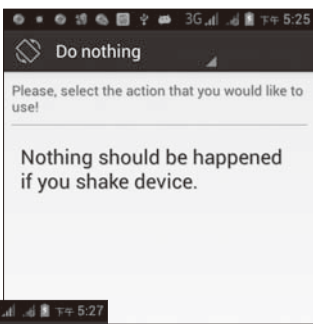 3G 下午 5:25
Do nothing
Please, select the action that you would like to
use!
Nothing should be happened
if you shake device.
下午 5:27